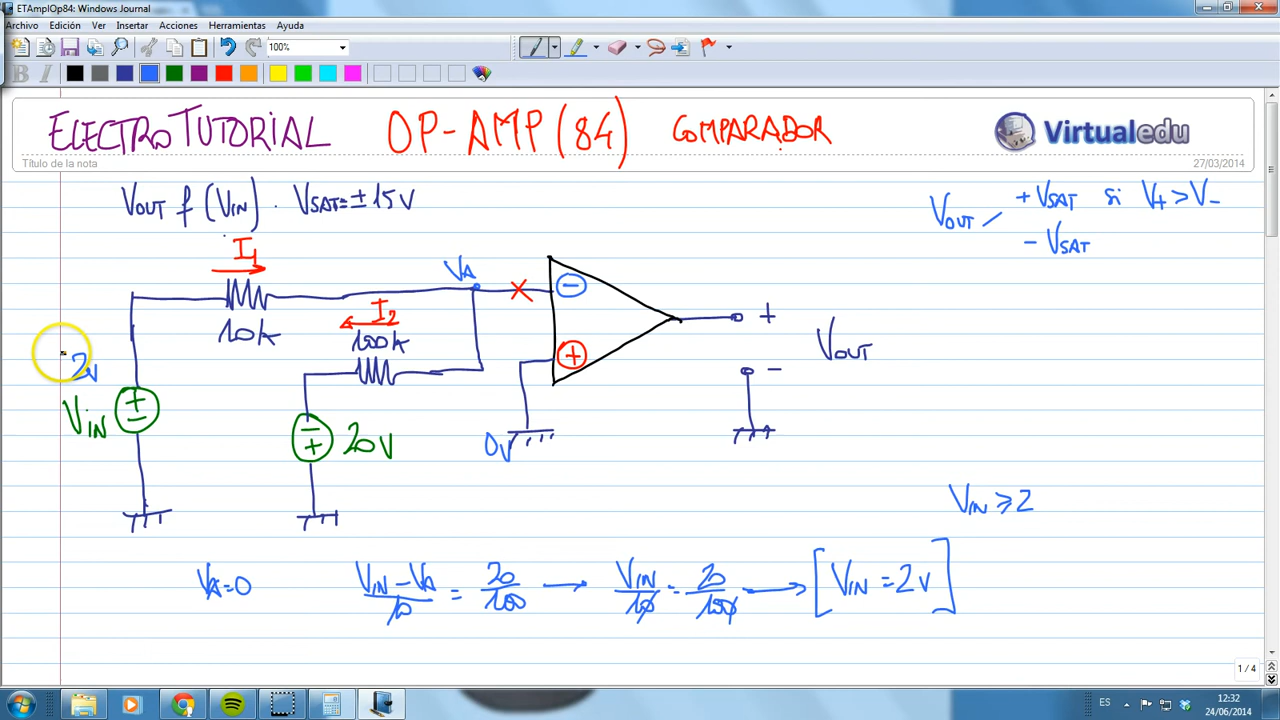 ETAmplOp84: Windows Journal
Archivo Edición Ver Insertar Acciones Herramientas Ayuda
100%
B I
ELECTROTUTORIAL OP-AMP (84) COMPARADOR Virtualedu
Título de la nota 27/03/2014
VOUT f (VIN) . VSAT=±15V
VOUT +VSAT si V+ > V-
- VSAT
I1
VA
10k
I2
100k
-
+
+
VOUT
-
2v
VIN
+
-
-
+
20V
0V
VIN ≥ 2
VA=0 VIN - VA / 10 = 20 / 100 → VIN / 10 = 20 / 100 → [VIN = 2v]
1 / 4
ES 12:32
24/06/2014